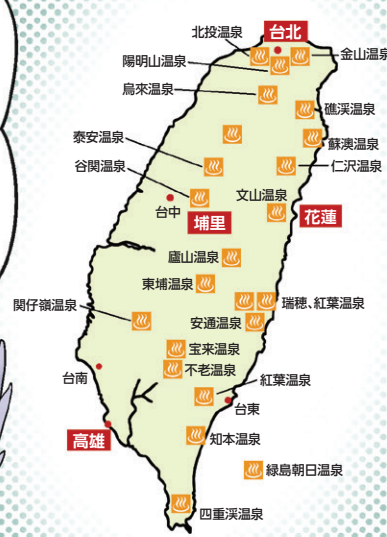 北投温泉
台北
金山温泉
陽明山温泉
烏來温泉
礁渓温泉
泰安温泉
蘇澳温泉
谷関温泉
仁沢温泉
文山温泉
台中
埔里
花蓮
廬山温泉
東埔温泉
関仔嶺温泉
瑞穂、紅葉温泉
安通温泉
宝来温泉
台南
不老温泉
紅葉温泉
台東
高雄
知本温泉
緑島朝日温泉
四重渓温泉